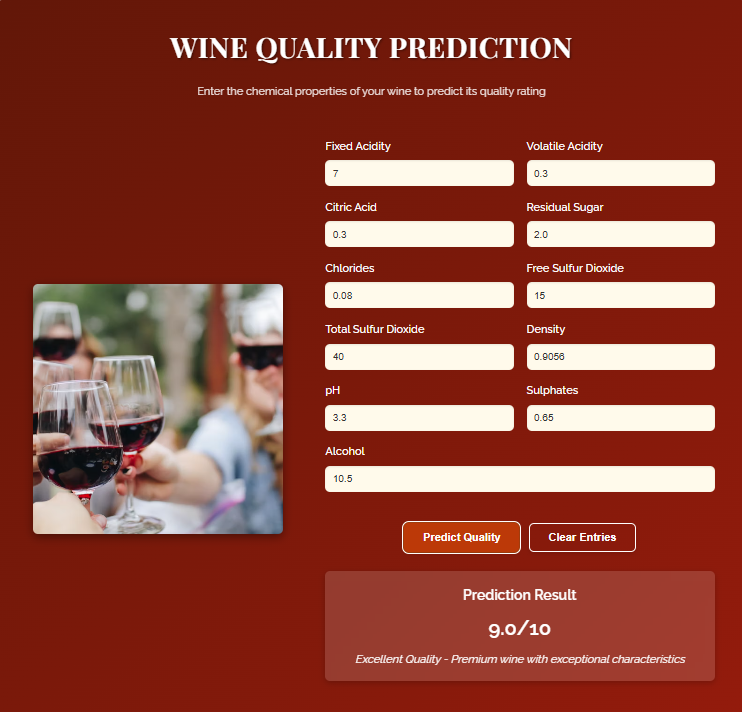 WINE QUALITY PREDICTION
Enter the chemical properties of your wine to predict its quality rating
Fixed Acidity Volatile Acidity
7 0.3
Citric Acid Residual Sugar
0.3 2.0
Chlorides Free Sulfur Dioxide
0.08 15
Total Sulfur Dioxide Density
40 0.9056
pH Sulphates
3.3 0.65
Alcohol
10.5
Predict Quality Clear Entries
Prediction Result
9.0/10
Excellent Quality - Premium wine with exceptional characteristics